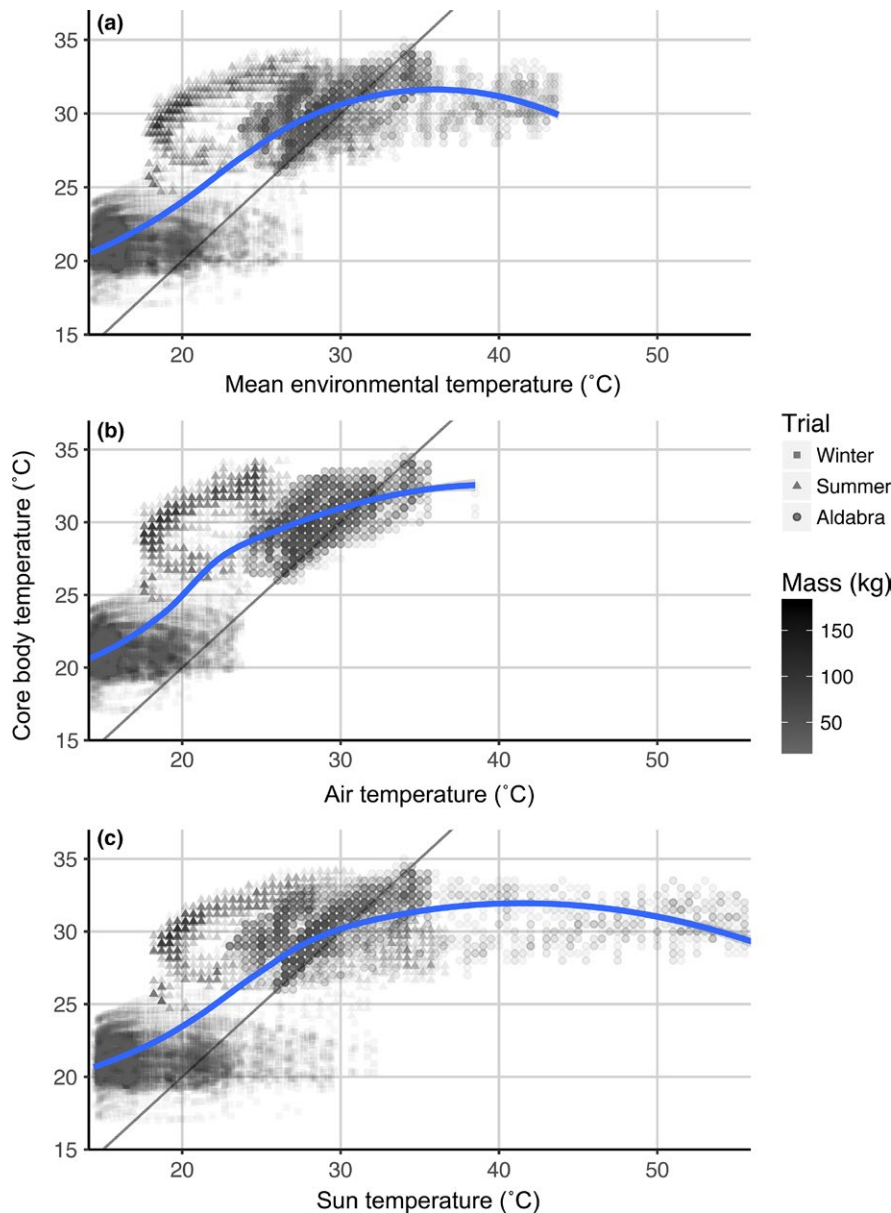 (a)
35
30
25
20
15
20 30 40 50
Mean environmental temperature (˚C)
(b)
35
30
25
20
15
20 30 40 50
Air temperature (˚C)
Core body temperature (˚C)
(c)
35
30
25
20
15
20 30 40 50
Sun temperature (˚C)
Trial
Winter
Summer
Aldabra
Mass (kg)
150
100
50